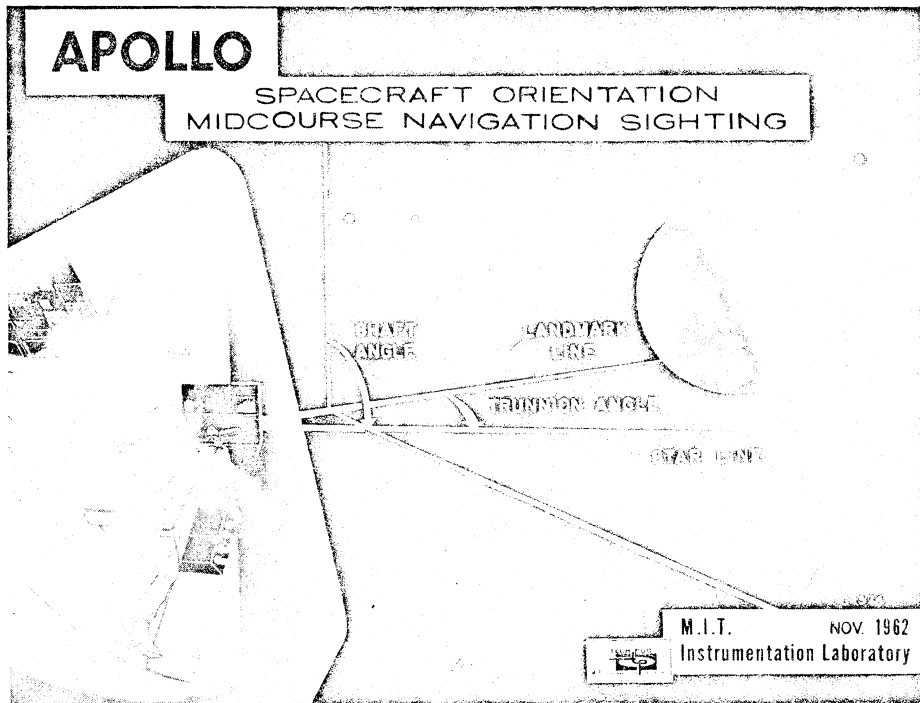 APOLLO
SPACECRAFT ORIENTATION
MIDCOURSE NAVIGATION SIGHTING
SHAFT
ANGLE
LANDMARK
LINE
TRUNNION ANGLE
STAR LINE
M.I.T. NOV. 1962
Instrumentation Laboratory